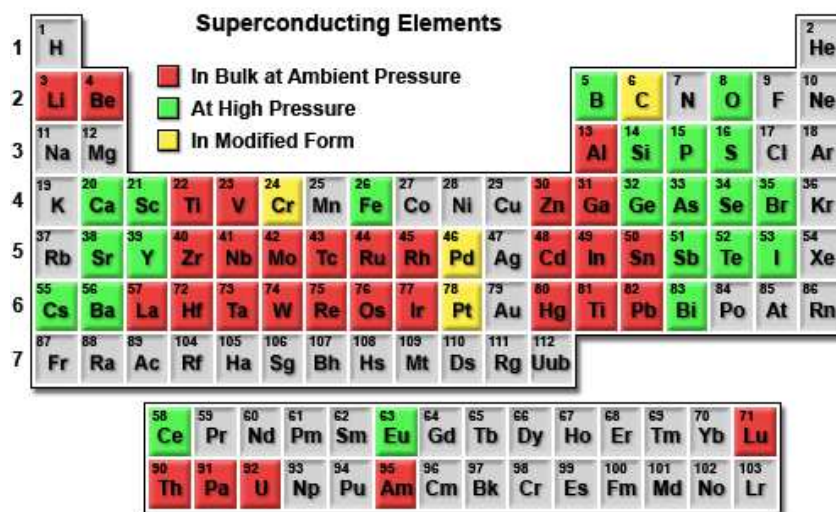 Superconducting Elements
In Bulk at Ambient Pressure
At High Pressure
In Modified Form
1 2
1 H He
3 4 5 6 7 8 9 10
2 Li Be B C N O F Ne
11 12 13 14 15 16 17 18
3 Na Mg Al Si P S Cl Ar
19 20 21 22 23 24 25 26 27 28 29 30 31 32 33 34 35 36
4 K Ca Sc Ti V Cr Mn Fe Co Ni Cu Zn Ga Ge As Se Br Kr
37 38 39 40 41 42 43 44 45 46 47 48 49 50 51 52 53 54
5 Rb Sr Y Zr Nb Mo Tc Ru Rh Pd Ag Cd In Sn Sb Te I Xe
55 56 57 72 73 74 75 76 77 78 79 80 81 82 83 84 85 86
6 Cs Ba La Hf Ta W Re Os Ir Pt Au Hg Ti Pb Bi Po At Rn
87 88 89 104 105 106 107 108 109 110 111 112
7 Fr Ra Ac Rf Ha Sg Bh Hs Mt Ds Rg Uub
58 59 60 61 62 63 64 65 66 67 68 69 70 71
Ce Pr Nd Pm Sm Eu Gd Tb Dy Ho Er Tm Yb Lu
90 91 92 93 94 95 96 97 98 99 100 101 102 103
Th Pa U Np Pu Am Cm Bk Cr Es Fm Md No Lr